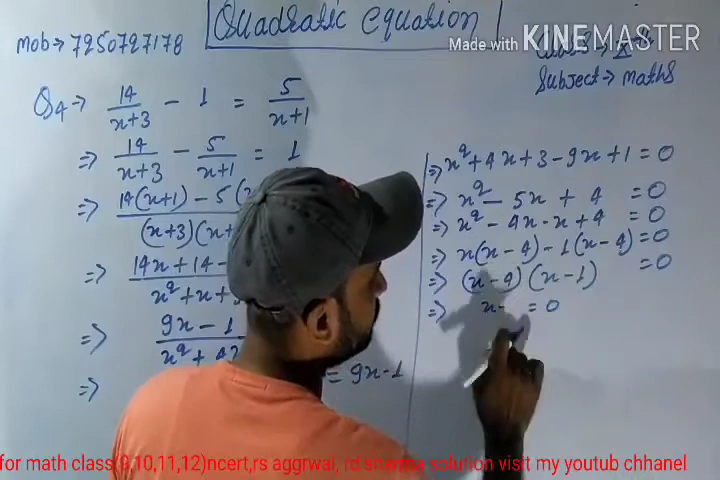 Quadratic equation
Mob→ 7250727178
Made with KINEMASTER
Class → X
Subject → Maths
Q4→ 14/(x+3) - 1 = 5/(x+1)
⇒ 14/(x+3) - 5/(x+1) = 1
⇒ 14(x+1) - 5(x
(x+3)(x+
⇒ 14x+14-
x²+x+
⇒ 9x-1
x²+4x
⇒ = 9x-1
⇒ x²+4x+3-9x+1=0
⇒ x² - 5x + 4 = 0
⇒ x² - 4x-x+4 = 0
⇒ x(x-4)-1(x-4)=0
⇒ (x-4)(x-1) = 0
⇒ x- = 0
for math class(9,10,11,12)ncert,rs aggrwal, rd sharma solution visit my youtub chhanel